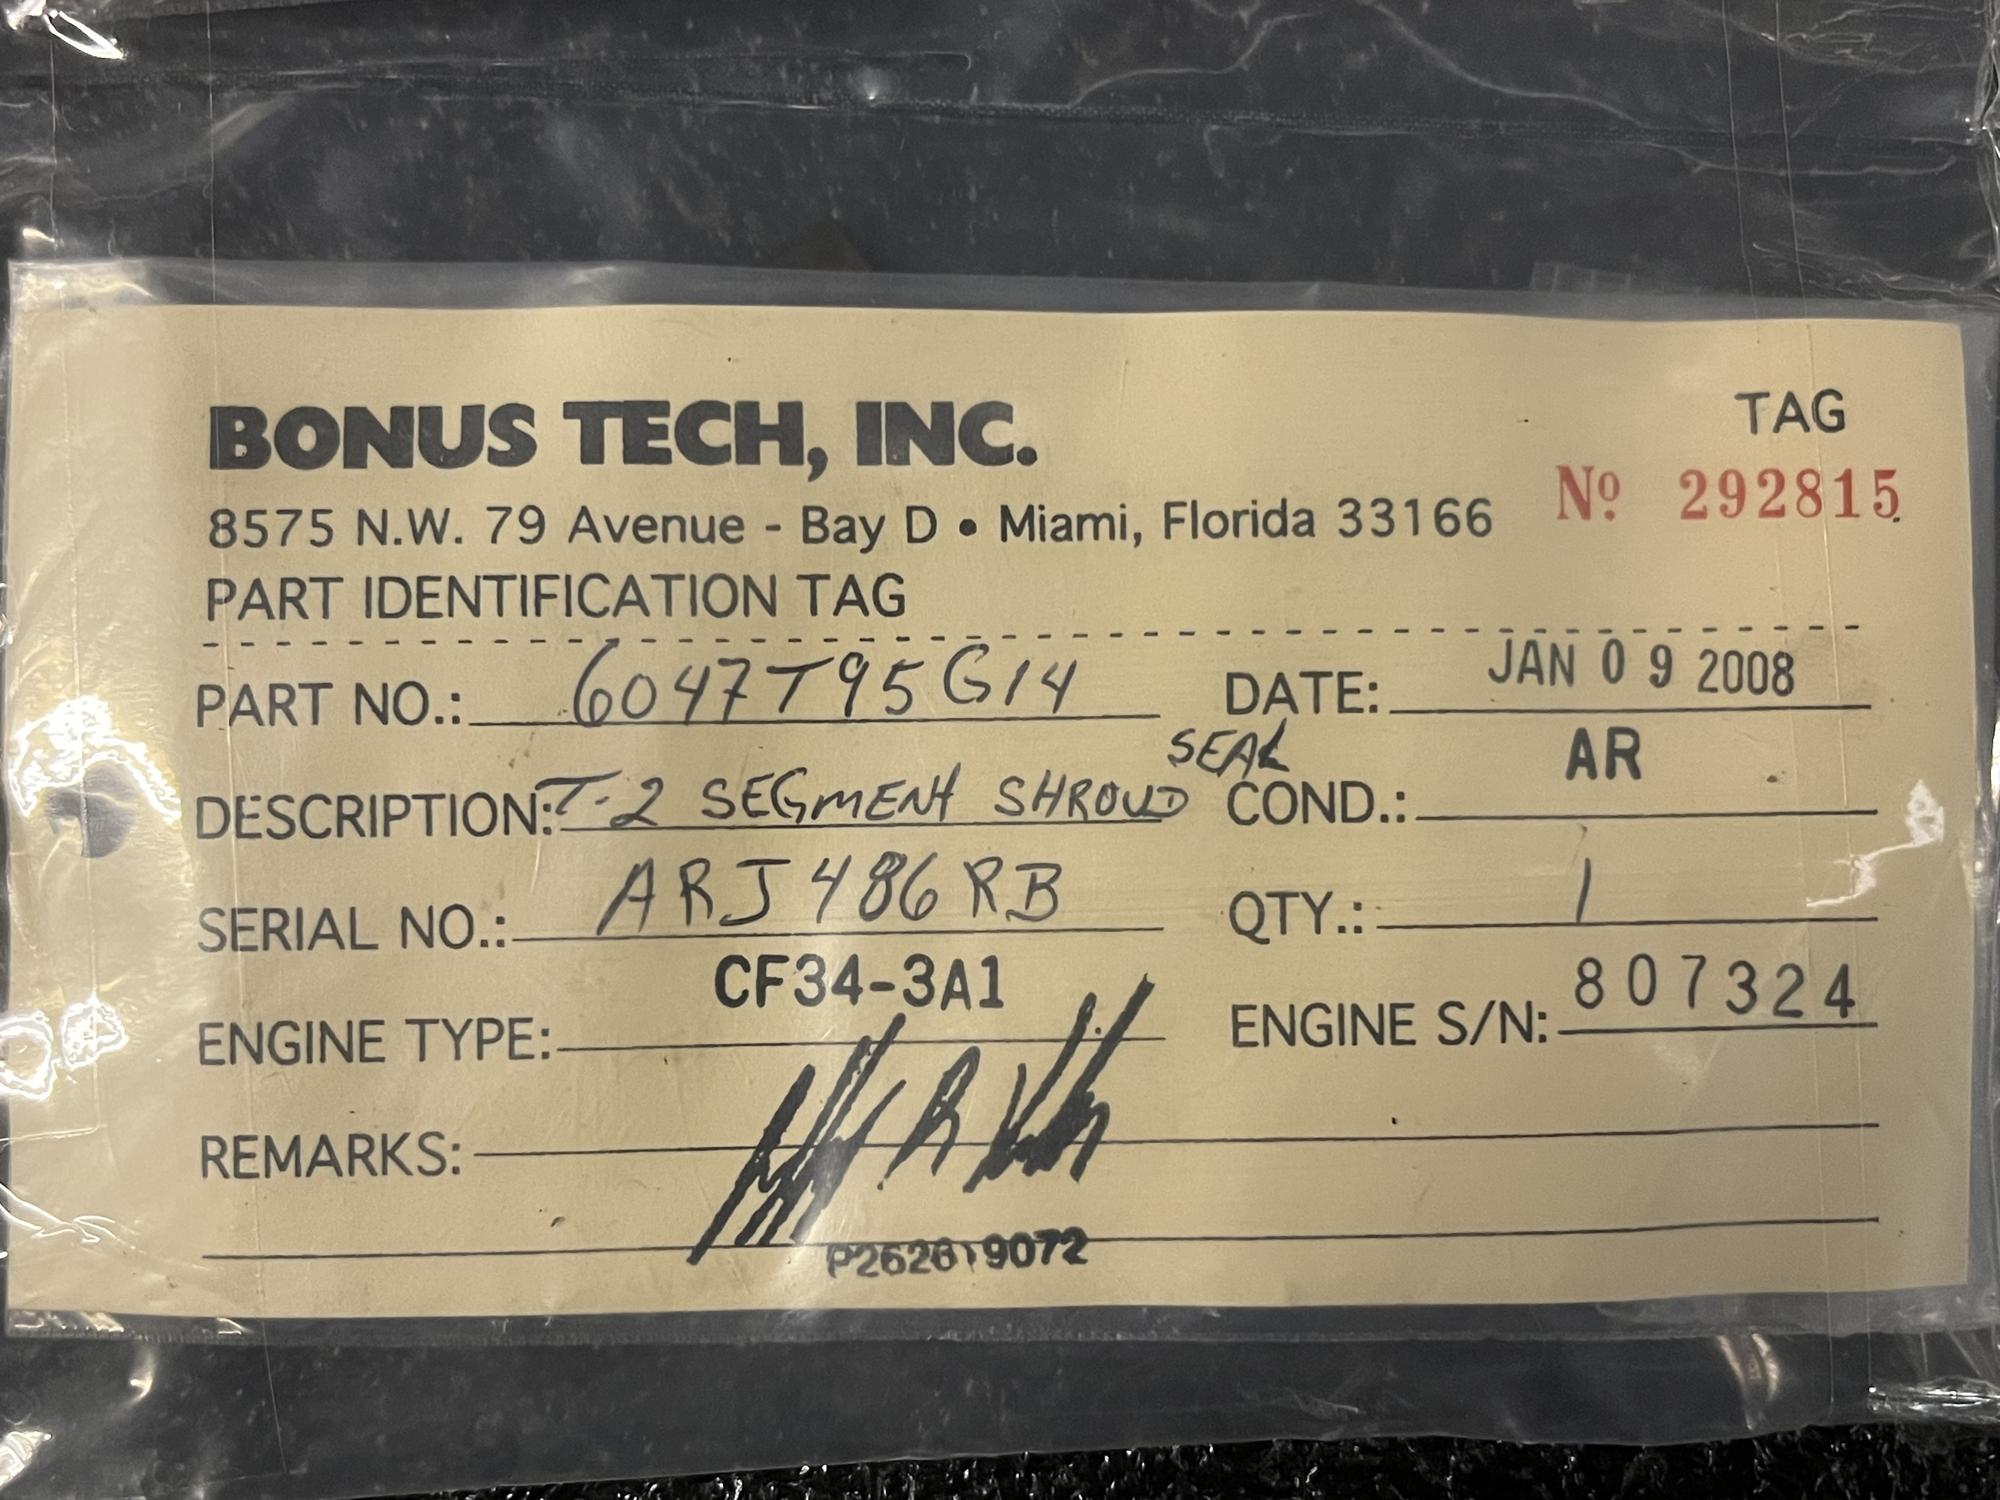 BONUS TECH, INC.
TAG
8575 N.W. 79 Avenue - Bay D • Miami, Florida 33166
Nº 292815
PART IDENTIFICATION TAG
PART NO.: 6047T95G14 DATE: JAN 09 2008
DESCRIPTION: T-2 SEGMENT SHROUD SEAL COND.: AR
SERIAL NO.: ARJ486RB QTY.: 1
ENGINE TYPE: CF34-3A1 ENGINE S/N: 807324
REMARKS: